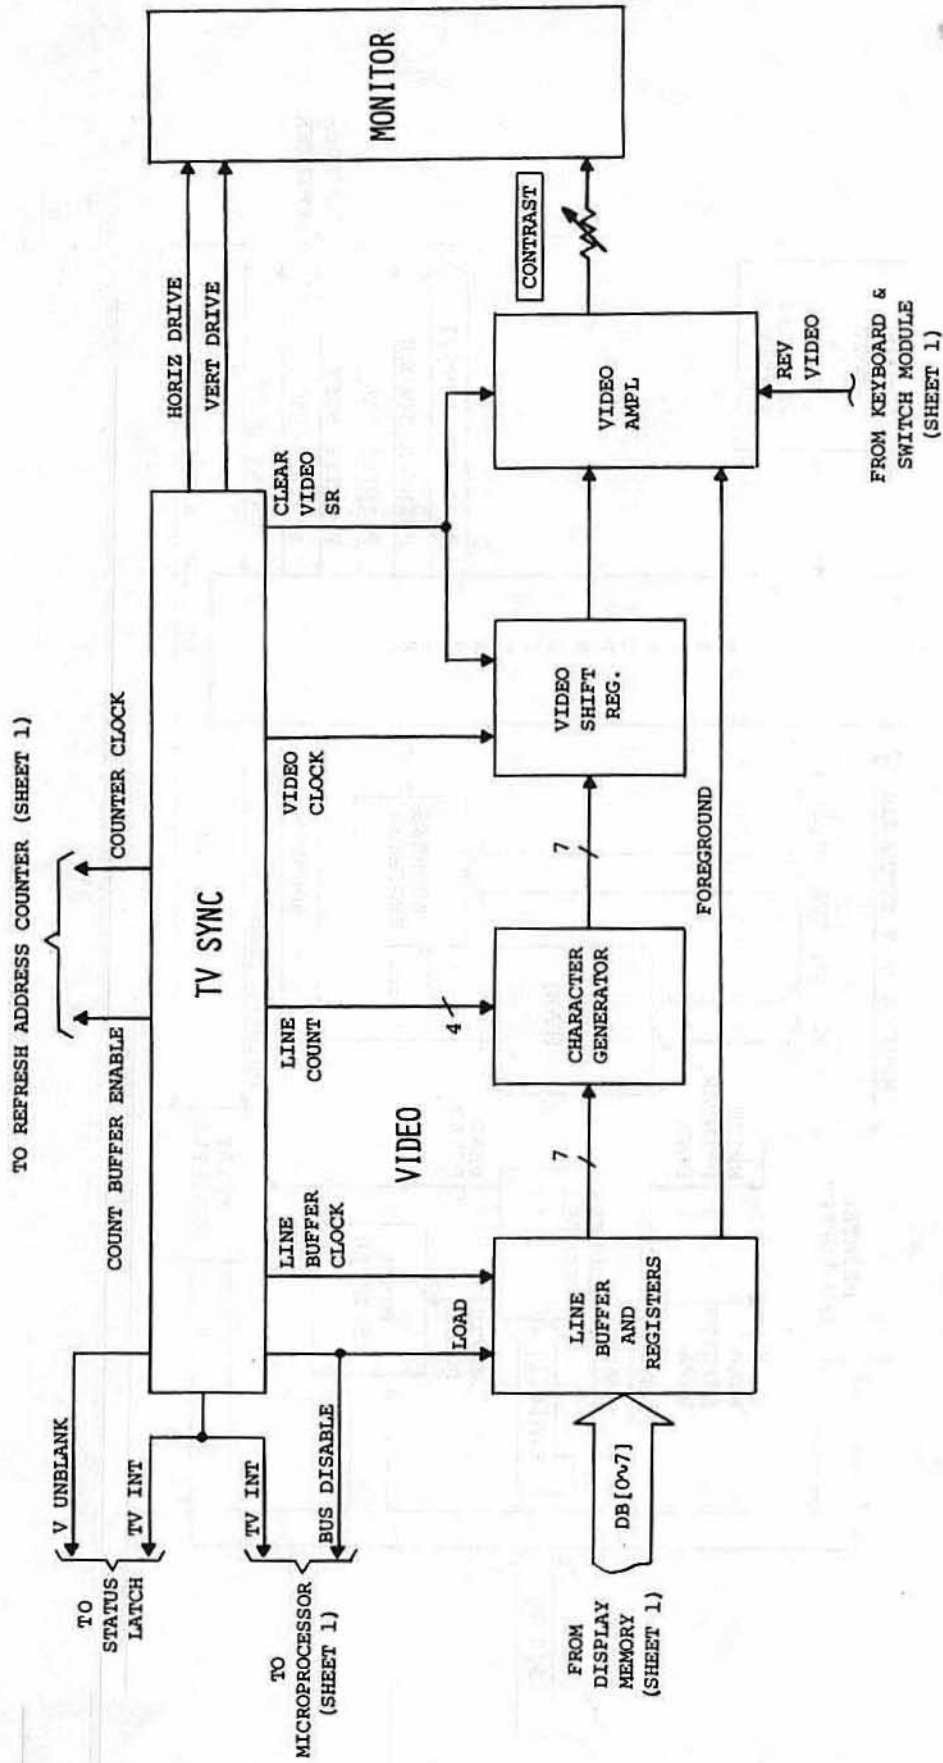 TO REFRESH ADDRESS COUNTER (SHEET 1)
V UNBLANK
TO
STATUS
LATCH
TV INT
COUNT BUFFER ENABLE
COUNTER CLOCK
TV SYNC
HORIZ DRIVE
VERT DRIVE
MONITOR
TV INT
BUS DISABLE
TO
MICROPROCESSOR
(SHEET 1)
LOAD
LINE
BUFFER
CLOCK
LINE
COUNT
4
VIDEO
CLOCK
CLEAR
VIDEO
SR
VIDEO
CONTRAST
FROM
DISPLAY
MEMORY
(SHEET 1)
DB[0∿7]
LINE
BUFFER
AND
REGISTERS
7
CHARACTER
GENERATOR
7
VIDEO
SHIFT
REG.
VIDEO
AMPL
FOREGROUND
REV
VIDEO
FROM KEYBOARD &
SWITCH MODULE
(SHEET 1)